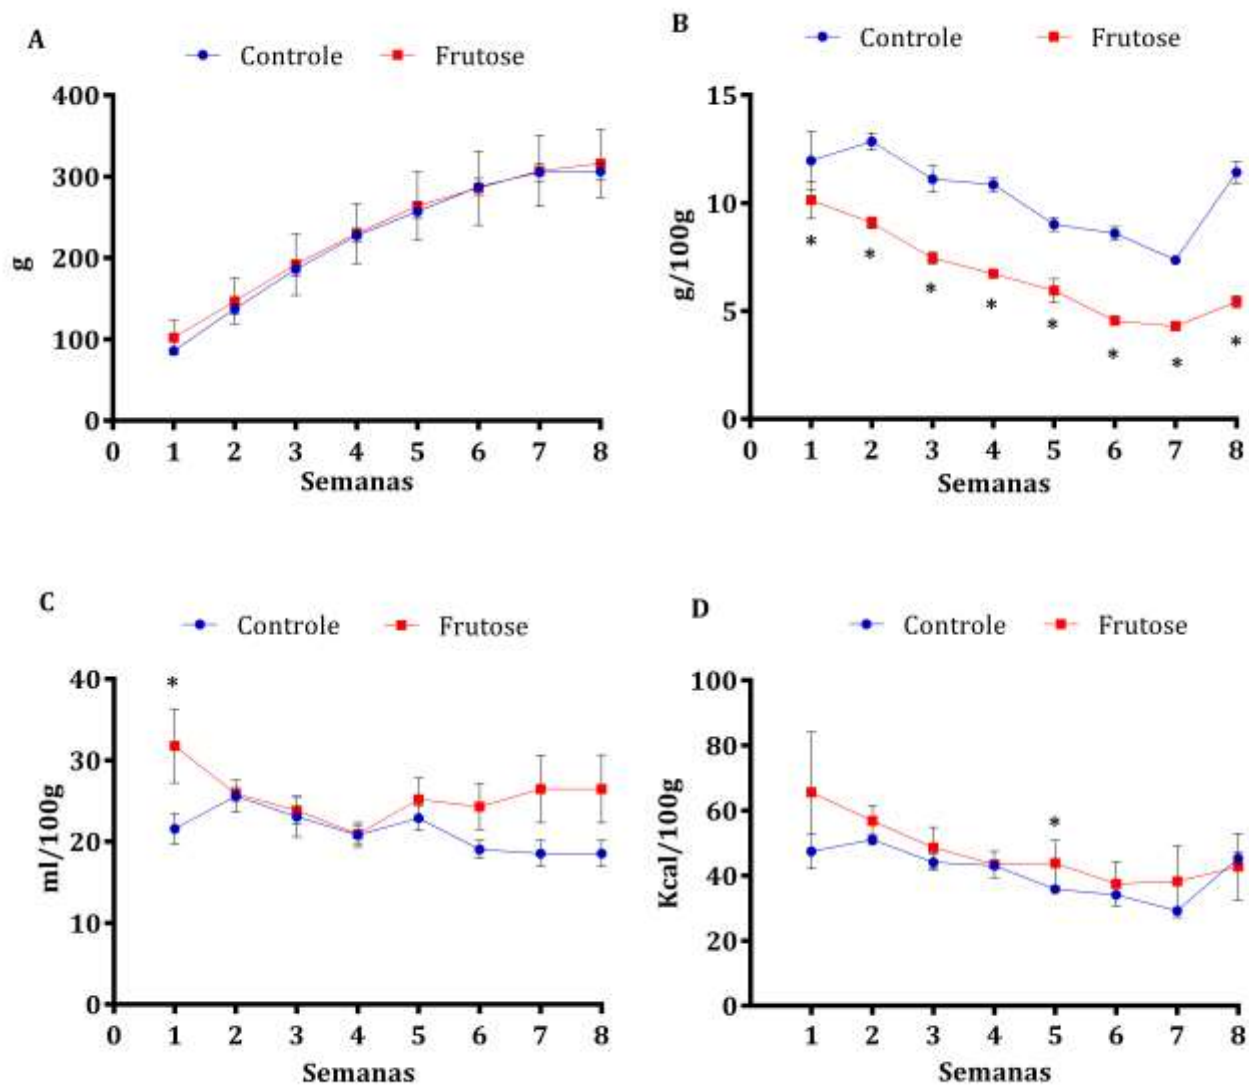 A
Controle Frutose
400
300
200
100
0
g
0 1 2 3 4 5 6 7 8
Semanas
B
Controle Frutose
15
10
5
0
g/100g
* * * * * * * *
0 1 2 3 4 5 6 7 8
Semanas
C
Controle Frutose
40
30
20
10
0
ml/100g
*
0 1 2 3 4 5 6 7 8
Semanas
D
Controle Frutose
100
80
60
40
20
0
Kcal/100g
*
1 2 3 4 5 6 7 8
Semanas